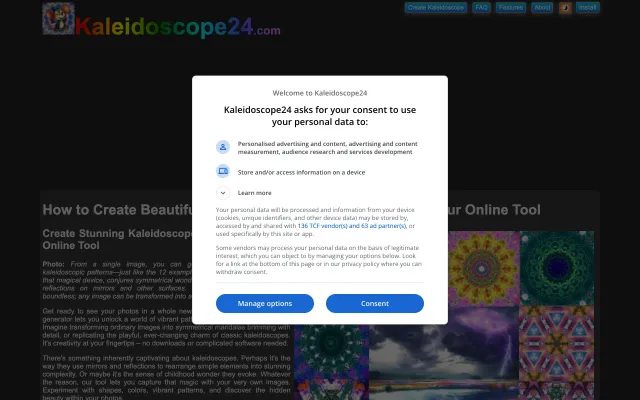 Kaleidoscope24.com
Create Kaleidoscope
FAQ
Features
About
Install
Welcome to Kaleidoscope24
Kaleidoscope24 asks for your consent to use
your personal data to:
Personalised advertising and content, advertising and content
measurement, audience research and services development
Store and/or access information on a device
Learn more
Your personal data will be processed and information from your device
(cookies, unique identifiers, and other device data) may be stored by,
accessed by and shared with 136 TCF vendor(s) and 63 ad partner(s), or
used specifically by this site or app.
Some vendors may process your personal data on the basis of legitimate
interest, which you can object to by managing your options below. Look
for a link at the bottom of this page or in our privacy policy where you can
withdraw consent.
Manage options
Consent
How to Create Beautif
ur Online Tool
Create Stunning Kaleidoscope
Online Tool
Photo: From a single image, you can g
kaleidoscopic patterns—just like the 12 example
that magical device, conjures symmetrical wond
reflections on mirrors and other surfaces.
boundless; any image can be transformed into a
Get ready to see your photos in a whole new
generator lets you unlock a world of vibrant pat
Imagine transforming ordinary images into symmetrical mandalas brimming with
detail, or replicating the playful, ever-changing charm of classic kaleidoscopes.
It's creativity at your fingertips – no downloads or complicated software needed.
There's something inherently captivating about kaleidoscopes. Perhaps it's the
way they use mirrors and reflections to rearrange simple elements into stunning
complexity. Or maybe it's the sense of childhood wonder they evoke. Whatever
the reason, our tool lets you capture that magic with your very own images.
Experiment with shapes, colors, vibrant patterns, and discover the hidden
beauty within your photos.